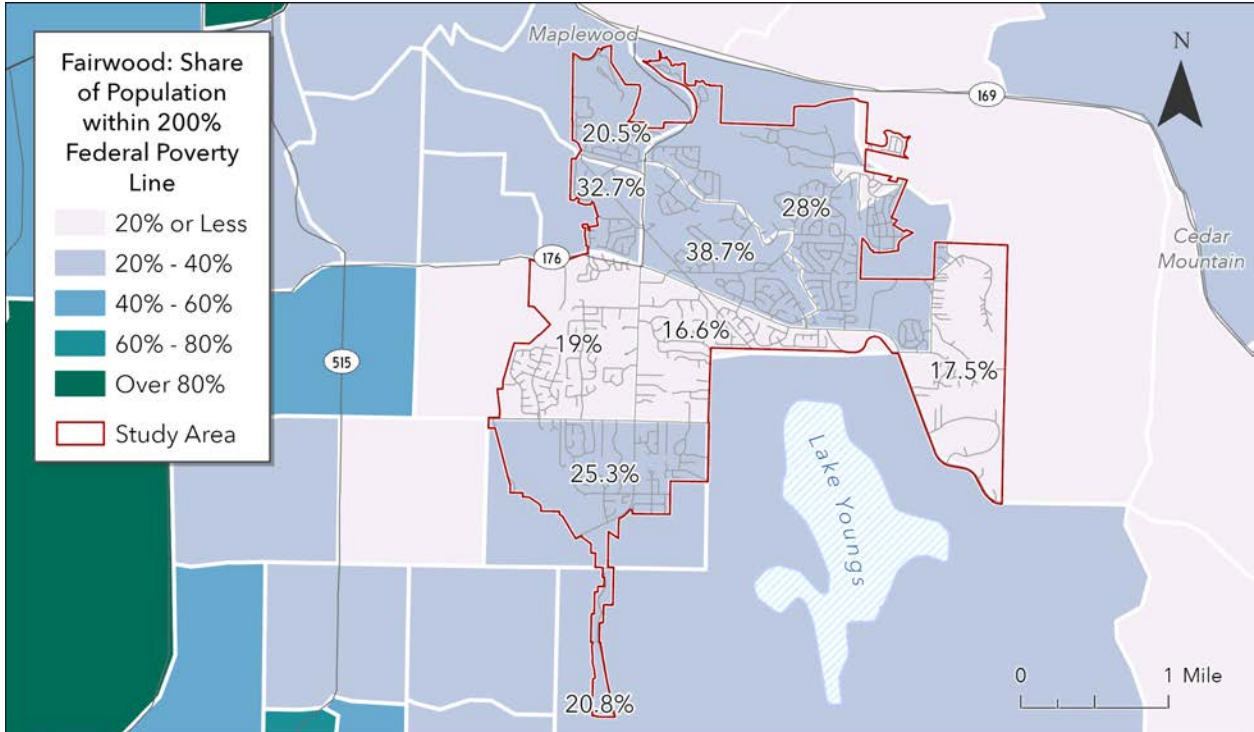 Fairwood: Share
of Population
within 200%
Federal Poverty
Line
20% or Less
20% - 40%
40% - 60%
60% - 80%
Over 80%
Study Area
Maplewood
N
169
20.5%
32.7%
28%
38.7%
Cedar
Mountain
176
19%
16.6%
515
17.5%
25.3%
Lake Youngs
20.8%
0 1 Mile